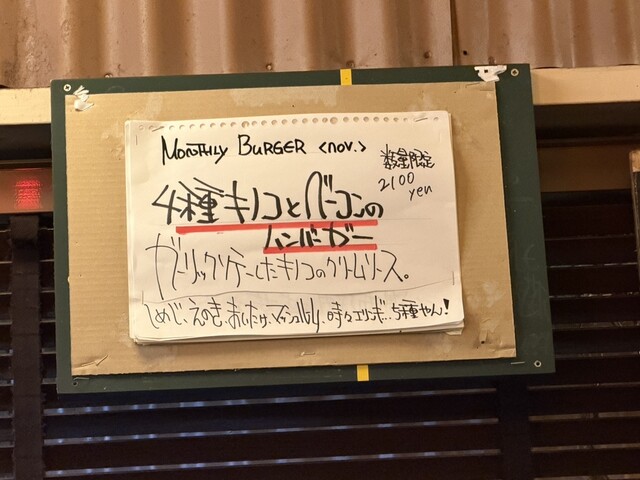 MONTHLY BURGER <NOV.>
数量限定
2100
yen
4種キノコとベーコンの
ハンバーガー
ガーリックソテーしたキノコのクリームソース。
しめじ、えのき、まいたけ、マッシュルーム、時々エリンギ…5種やん!